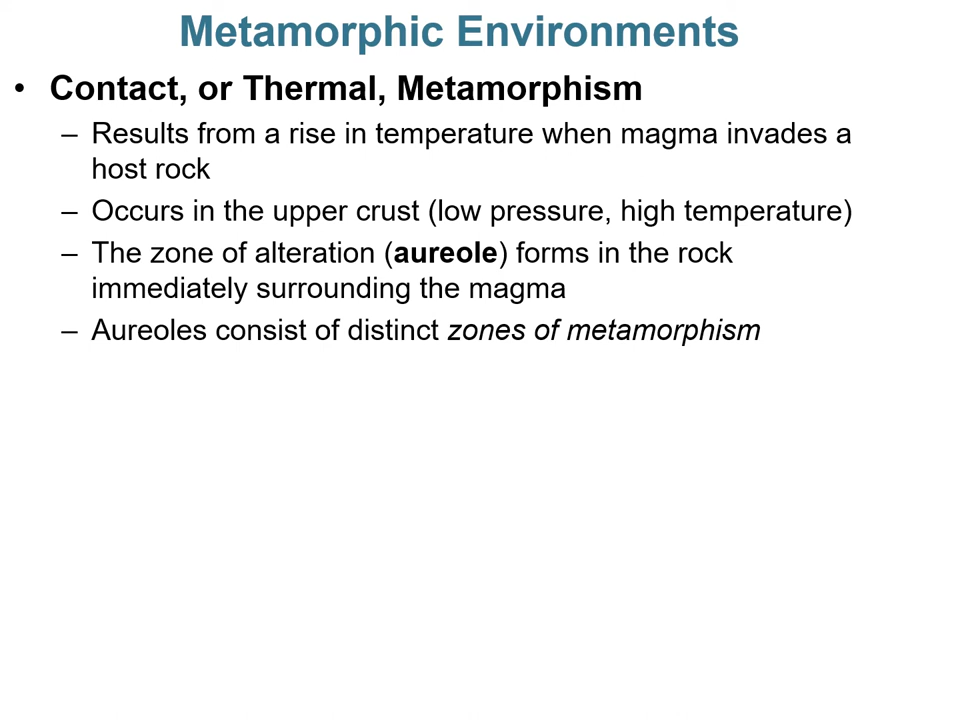 Metamorphic Environments
• Contact, or Thermal, Metamorphism
– Results from a rise in temperature when magma invades a
host rock
– Occurs in the upper crust (low pressure, high temperature)
– The zone of alteration (aureole) forms in the rock
immediately surrounding the magma
– Aureoles consist of distinct zones of metamorphism